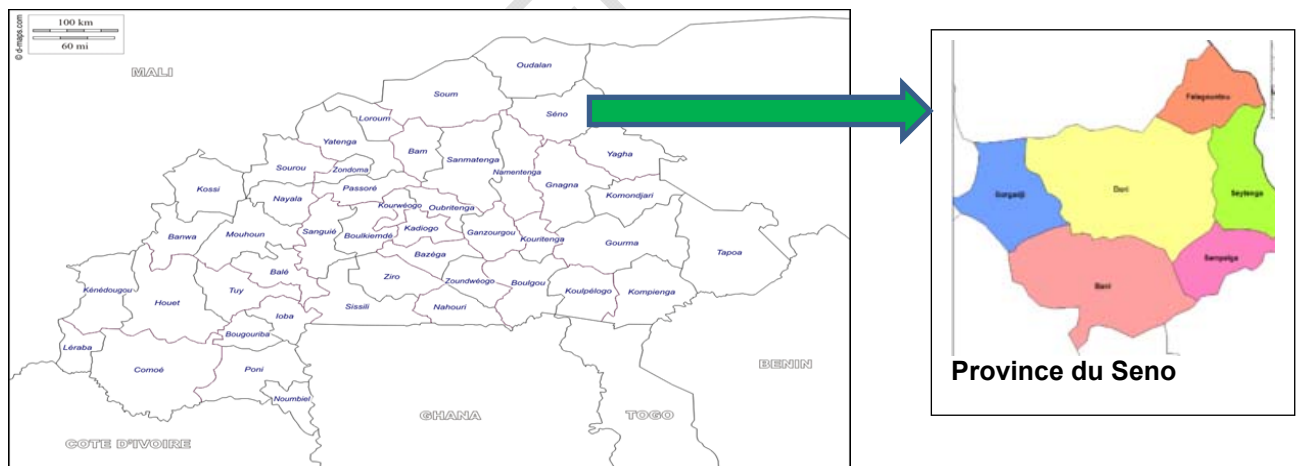 100 km
60 mi
© d-maps.com
MALI
Oudalan
Soum
Séno
Loroum
Yatenga
Bam
Sanmatenga
Yagha
Sourou
Zondoma
Namentenga
Gnagna
Kossi
Passoré
Komondjari
Nayala
Kourwéogo
Oubritenga
Banwa
Mouhoun
Sanguié
Boulkiemdé
Kadiogo
Ganzourgou
Kouritenga
Gourma
Tapoa
Bazéga
Balé
Ziro
Zoundwéogo
Boulgou
Koulpélogo
Kompienga
Kénédougou
Houet
Tuy
Sissili
Nahouri
Ioba
Bougouriba
Léraba
Comoé
Poni
Noumbiel
BENIN
GHANA
TOGO
COTE D'IVOIRE
Falagountou
Gorgadji
Dori
Seytenga
Sampelga
Bani
Province du Seno